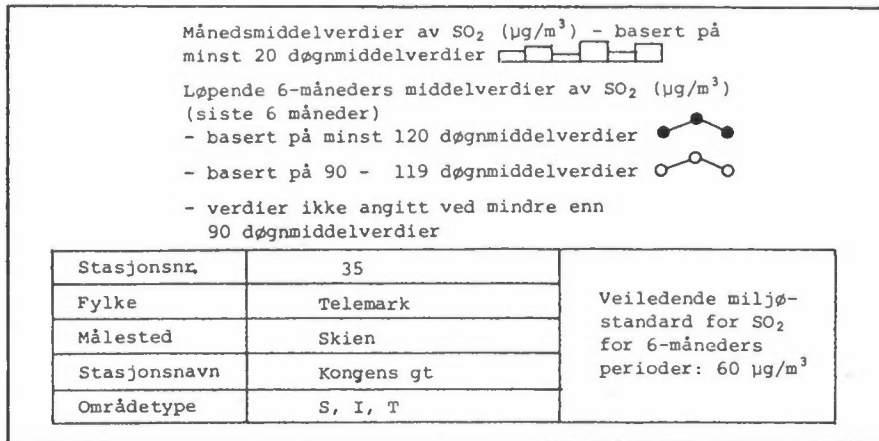 Månedsmiddelverdier av SO₂ (µg/m³) - basert på
minst 20 døgnmiddelverdier
Løpende 6-måneders middelverdier av SO₂ (µg/m³)
(siste 6 måneder)
- basert på minst 120 døgnmiddelverdier
- basert på 90 - 119 døgnmiddelverdier
- verdier ikke angitt ved mindre enn
90 døgnmiddelverdier
Stasjonsnr. 35
Fylke Telemark
Målested Skien
Stasjonsnavn Kongens gt
Områdetype S, I, T
Veiledende miljø-
standard for SO₂
for 6-måneders
perioder: 60 µg/m³